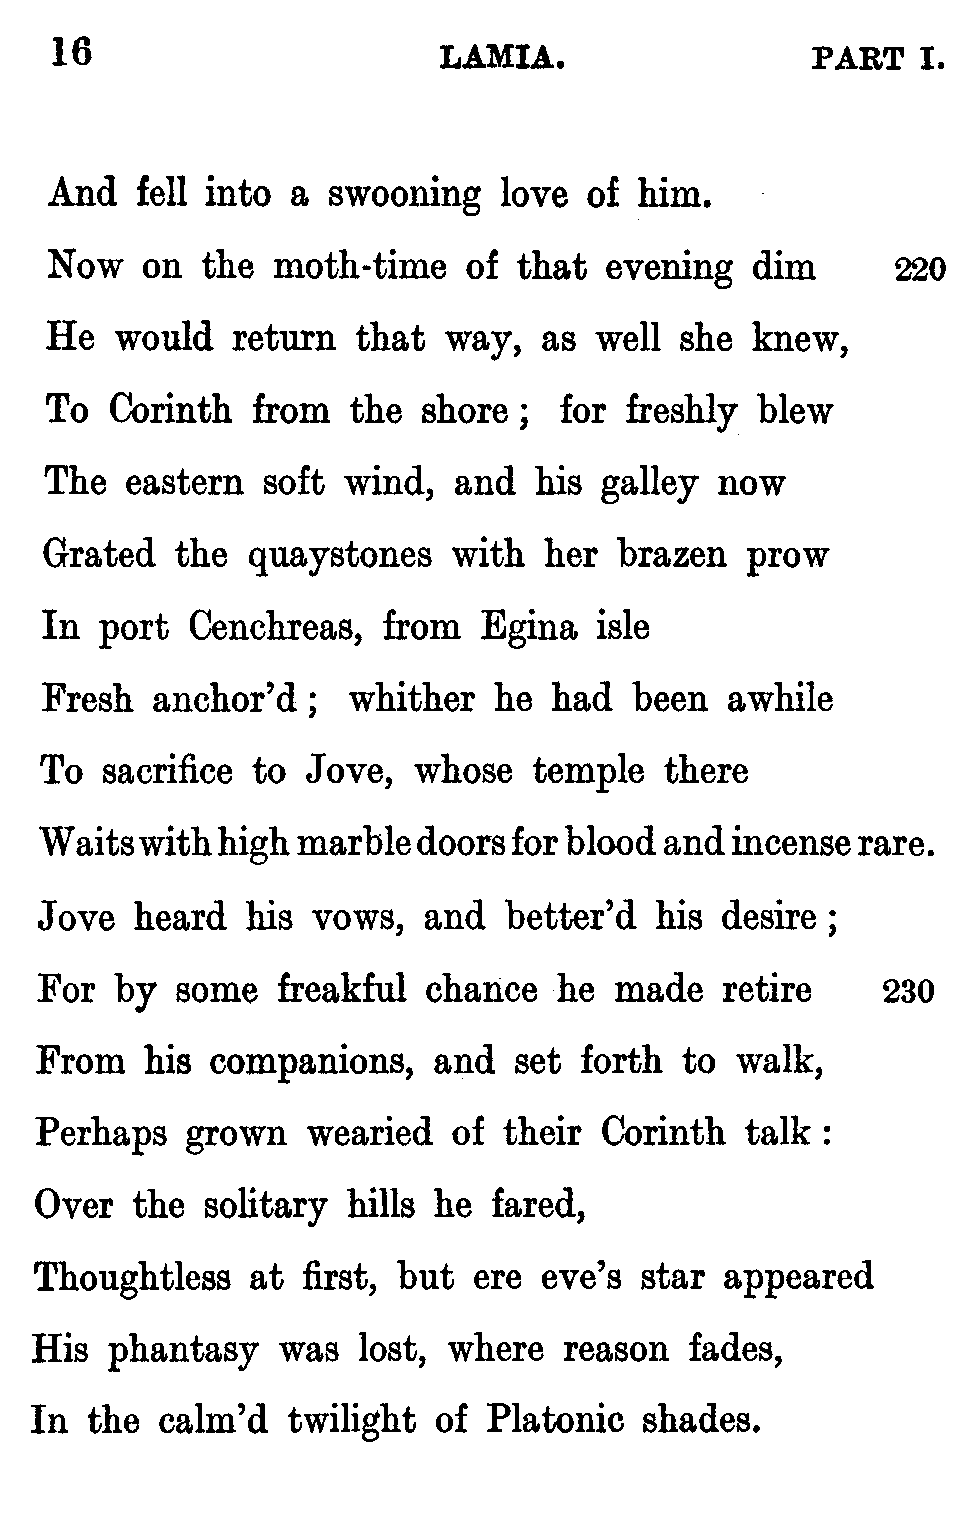 16 LAMIA. PART I.
And fell into a swooning love of him.
Now on the moth-time of that evening dim 220
He would return that way, as well she knew,
To Corinth from the shore ; for freshly blew
The eastern soft wind, and his galley now
Grated the quaystones with her brazen prow
In port Cenchreas, from Egina isle
Fresh anchor'd ; whither he had been awhile
To sacrifice to Jove, whose temple there
Waits with high marble doors for blood and incense rare.
Jove heard his vows, and better'd his desire ;
For by some freakful chance he made retire 230
From his companions, and set forth to walk,
Perhaps grown wearied of their Corinth talk :
Over the solitary hills he fared,
Thoughtless at first, but ere eve's star appeared
His phantasy was lost, where reason fades,
In the calm'd twilight of Platonic shades.